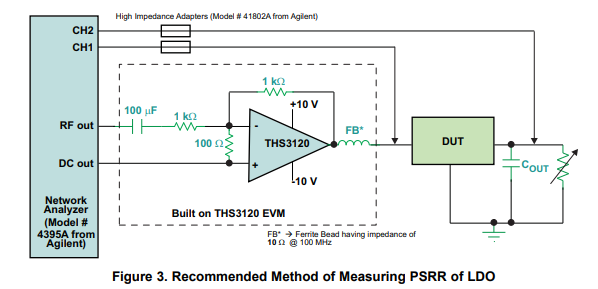 High Impedance Adapters (Model # 41802A from Agilent)
CH2
CH1
1 kΩ
+10 V
100 µF
1 kΩ
RF out
-
100 Ω
THS3120
FB*
DUT
DC out
+
COUT
-10 V
Network
Analyzer
(Model #
4395A from
Agilent)
Built on THS3120 EVM
FB* → Ferrite Bead having impedance of
10 Ω @ 100 MHz
Figure 3. Recommended Method of Measuring PSRR of LDO